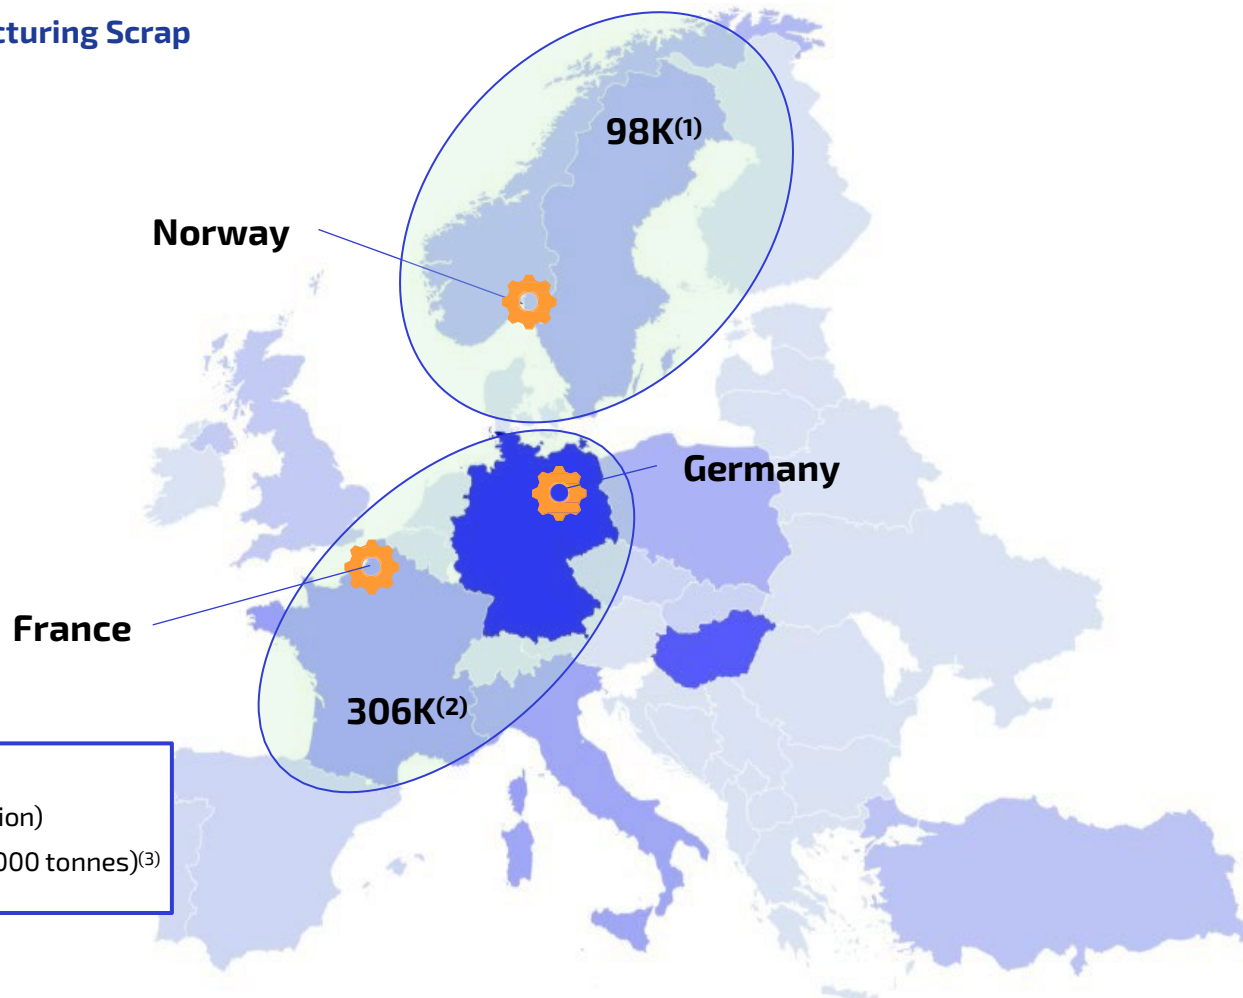 cturing Scrap
98K(1)
Norway
Germany
France
306K(2)
ion)
000 tonnes)(3)